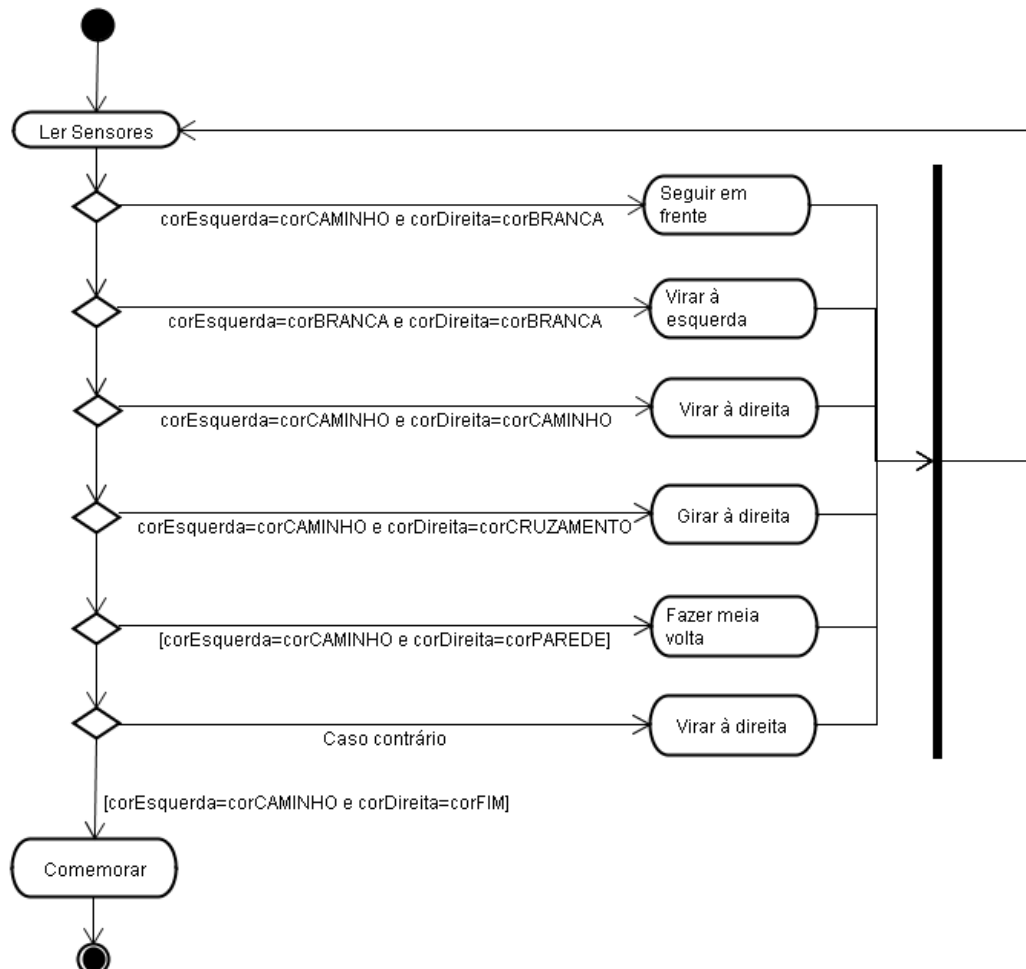 Ler Sensores
Seguir em
frente
corEsquerda=corCAMINHO e corDireita=corBRANCA
Virar à
esquerda
corEsquerda=corBRANCA e corDireita=corBRANCA
Virar à direita
corEsquerda=corCAMINHO e corDireita=corCAMINHO
Girar à direita
corEsquerda=corCAMINHO e corDireita=corCRUZAMENTO
Fazer meia
volta
[corEsquerda=corCAMINHO e corDireita=corPAREDE]
Virar à direita
Caso contrário
[corEsquerda=corCAMINHO e corDireita=corFIM]
Comemorar